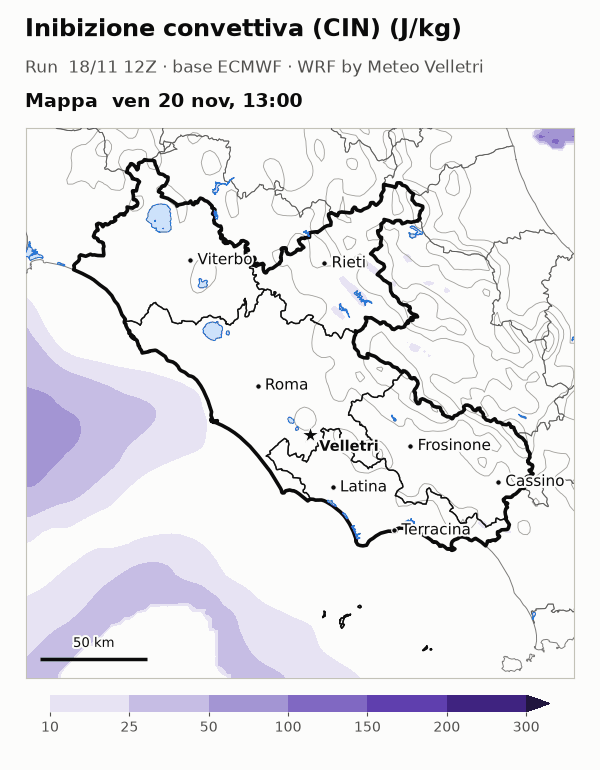 Inibizione convettiva (CIN) (J/kg)
Run  18/11 12Z · base ECMWF · WRF by Meteo Velletri
Mappa  ven 20 nov, 13:00
Viterbo
Rieti
Roma
Velletri
Frosinone
Cassino
Latina
Terracina
50 km
10 25 50 100 150 200 300